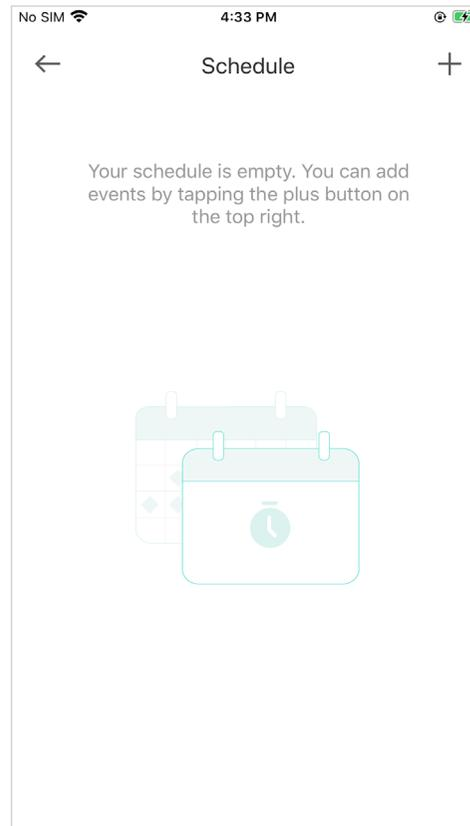 No SIM 4:33 PM
Schedule
Your schedule is empty. You can add
events by tapping the plus button on
the top right.